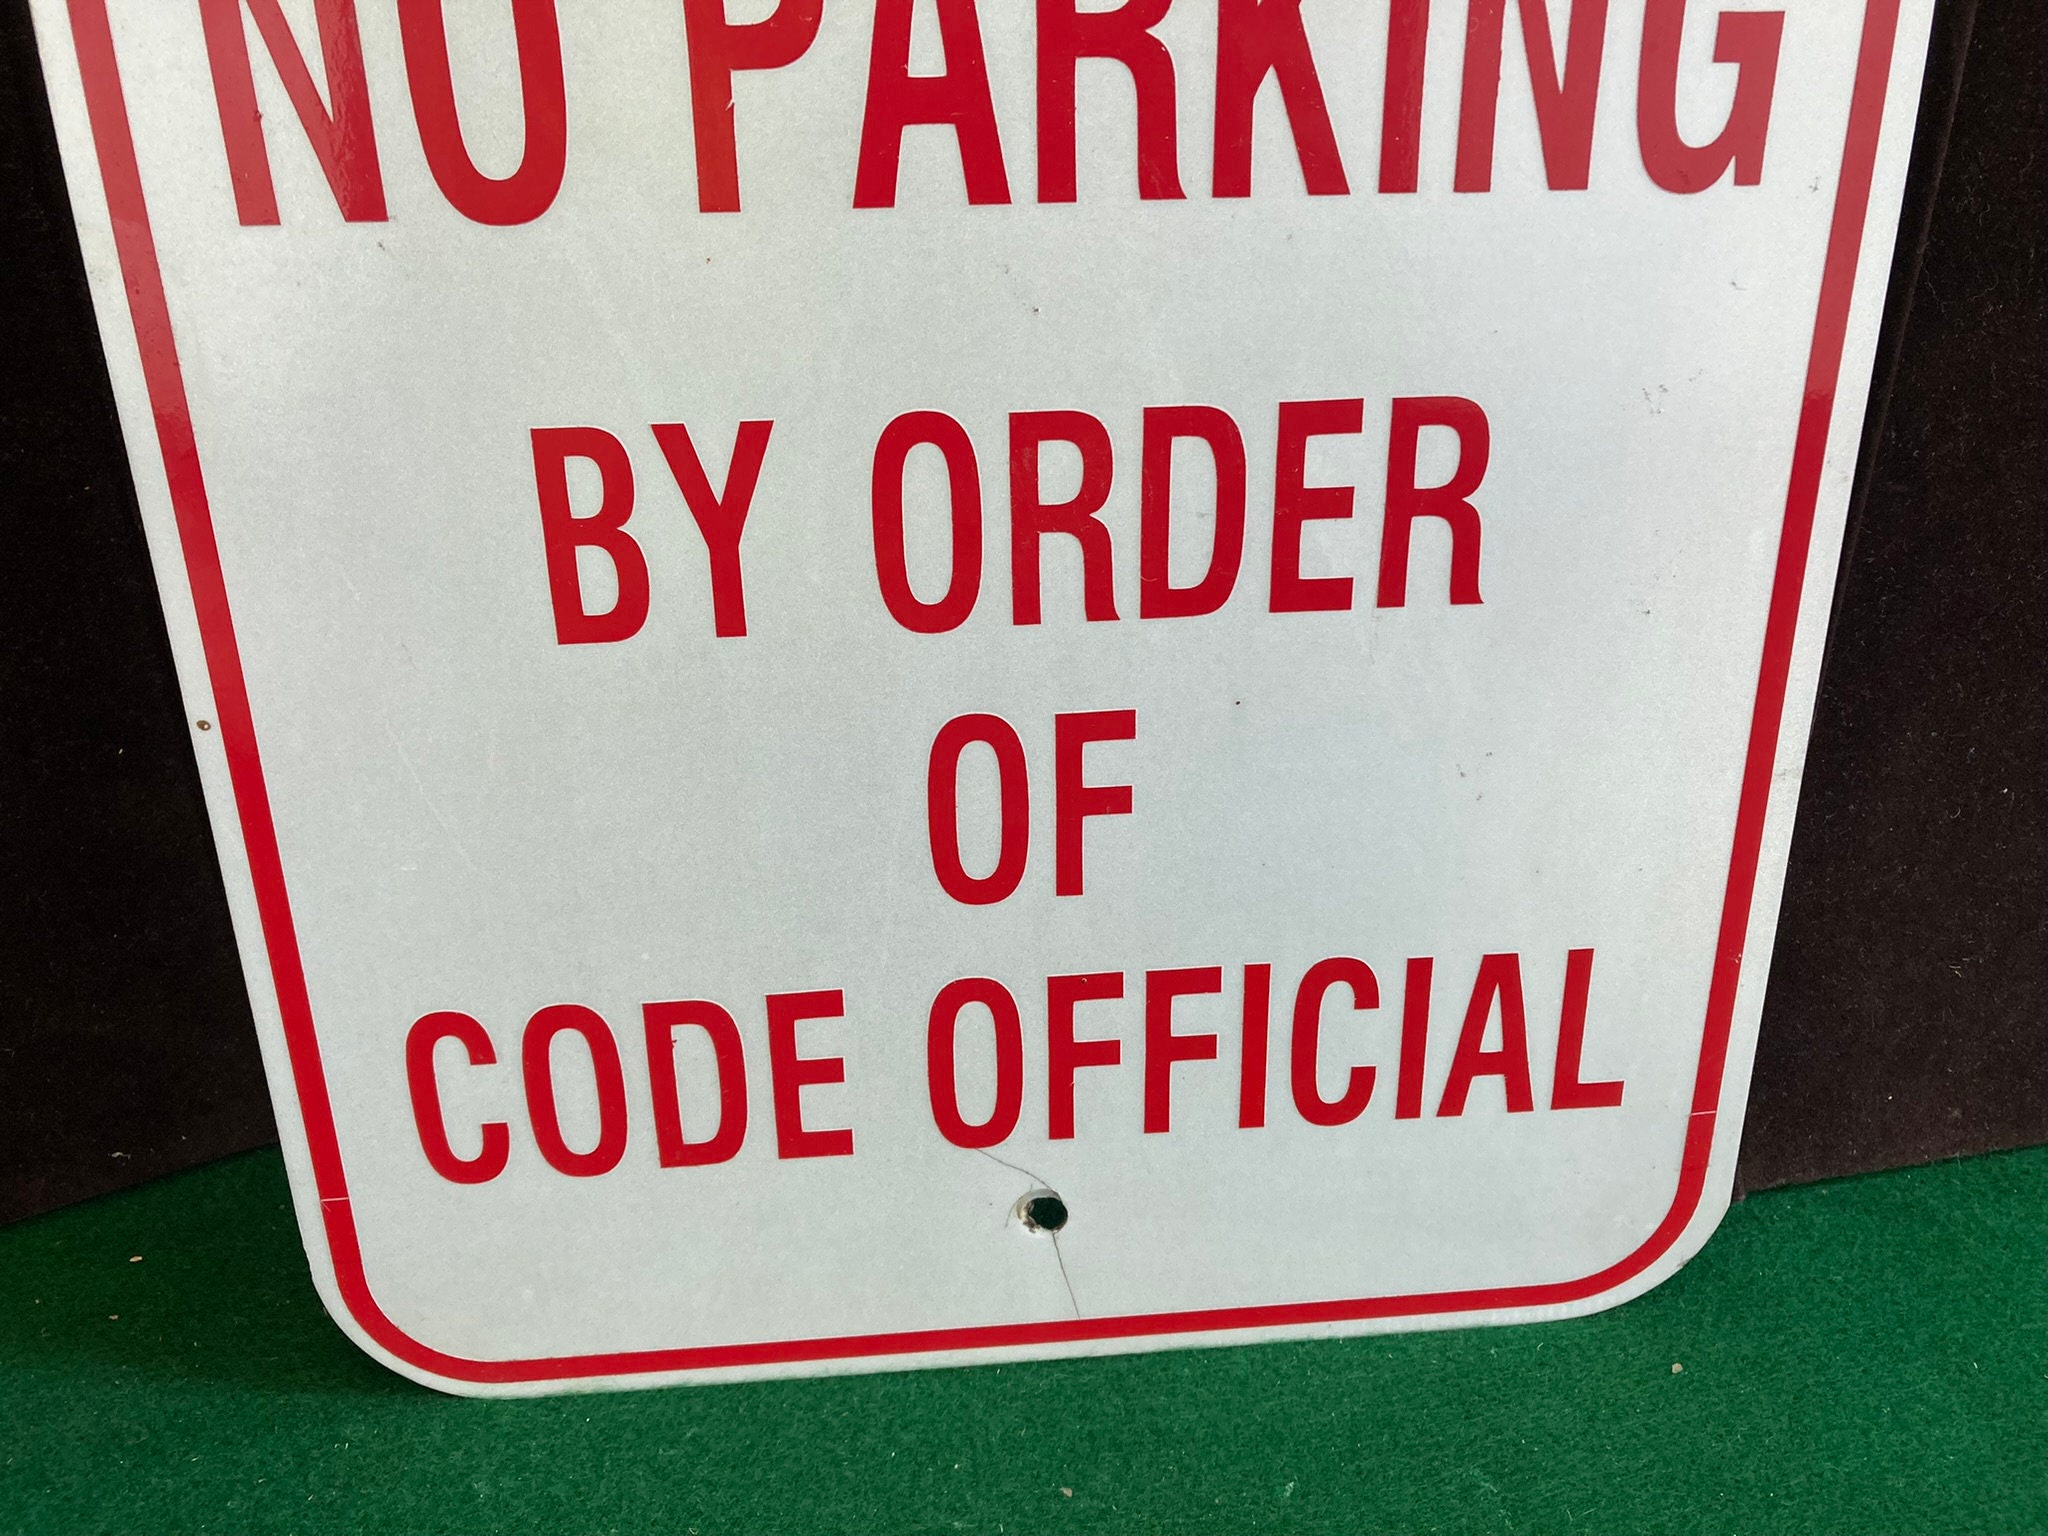 NO PARKING
BY ORDER
OF
CODE OFFICIAL